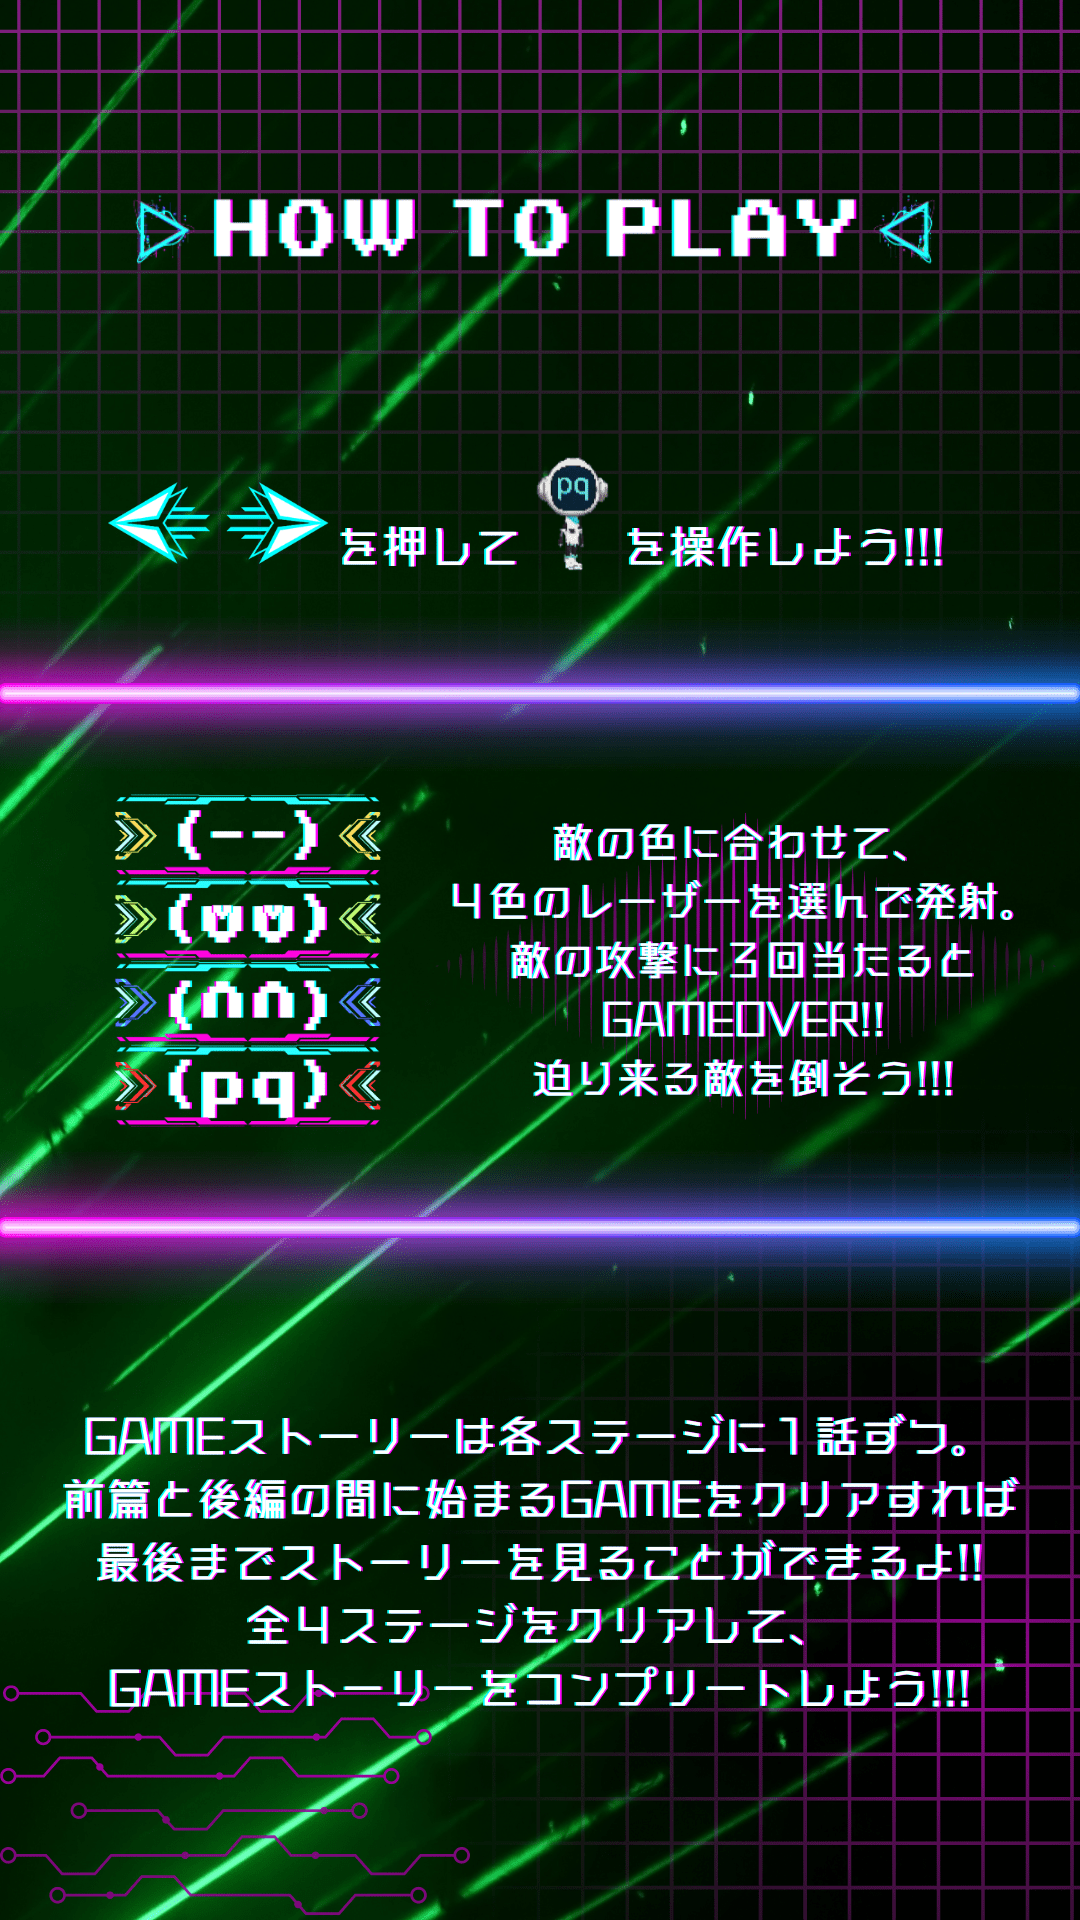 HOW TO PLAY
pq
を押して を操作しよう!!!
(--)
(vv)
(∩∩)
(pq)
敵の色に合わせて、
4色のレーザーを選んで発射。
敵の攻撃に3回当たると
GAMEOVER!!
迫り来る敵を倒そう!!!
GAMEストーリーは各ステージに1話ずつ。
前篇と後編の間に始まるGAMEをクリアすれば
最後までストーリーを見ることができるよ!!
全4ステージをクリアして、
GAMEストーリーをコンプリートしよう!!!